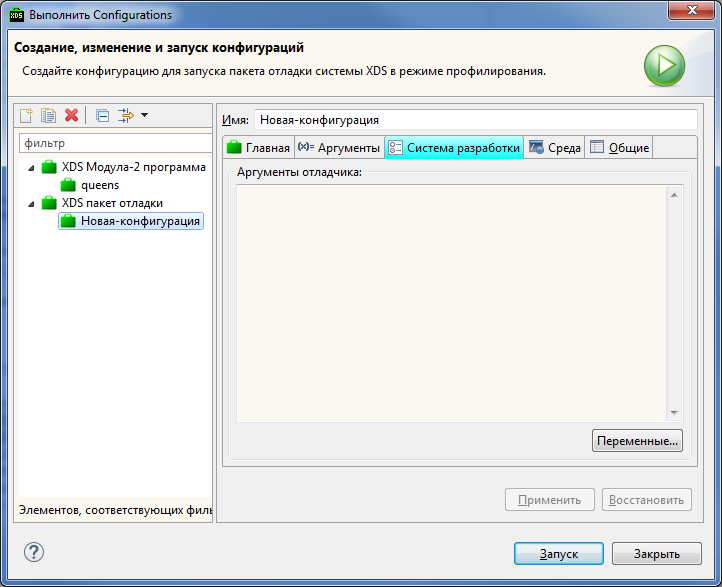 XDS Выполнить Configurations
Создание, изменение и запуск конфигураций
Создайте конфигурацию для запуска пакета отладки системы XDS в режиме профилирования.
фильтр
XDS Модула-2 программа
queens
XDS пакет отладки
Новая-конфигурация
Элементов, соответствующих филь
Имя: Новая-конфигурация
Главная (x)= Аргументы Система разработки Среда Общие
Аргументы отладчика:
Переменные...
Применить Восстановить
? Запуск Закрыть